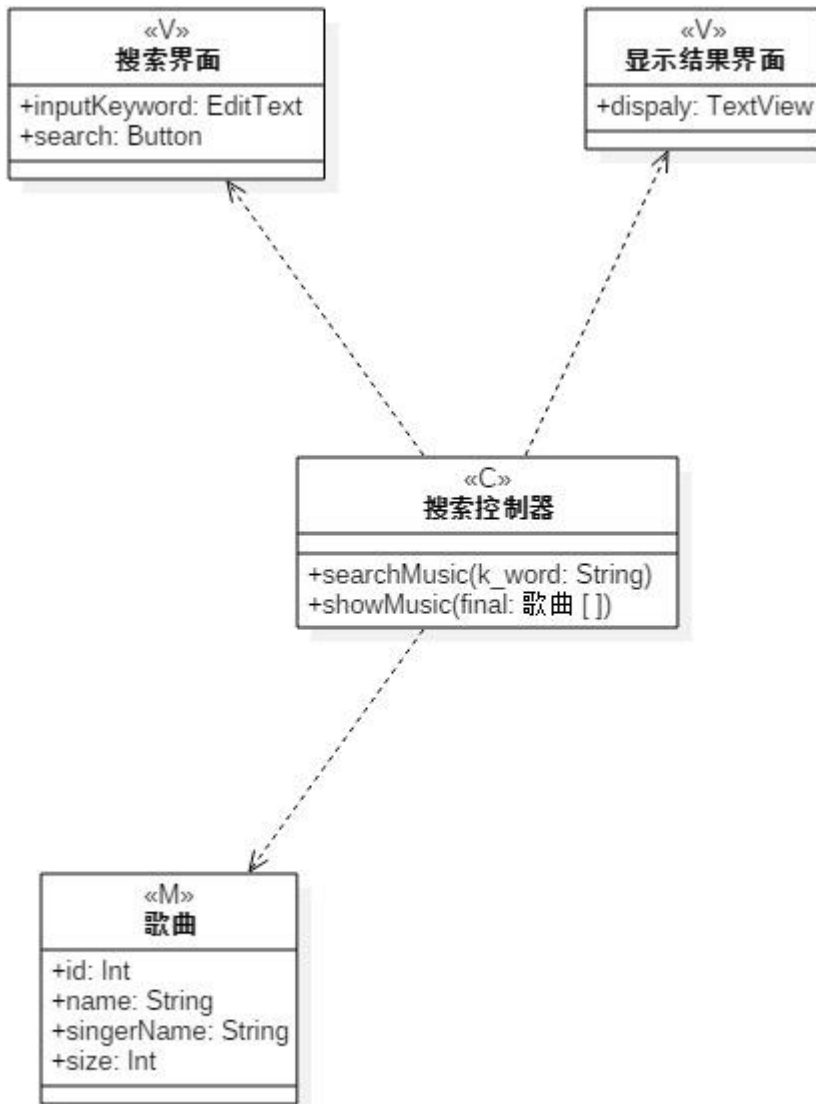 «V»
搜索界面
+inputKeyword: EditText
+search: Button
«V»
显示结果界面
+dispaly: TextView
«C»
搜索控制器
+searchMusic(k_word: String)
+showMusic(final: 歌曲 [ ])
«M»
歌曲
+id: Int
+name: String
+singerName: String
+size: Int